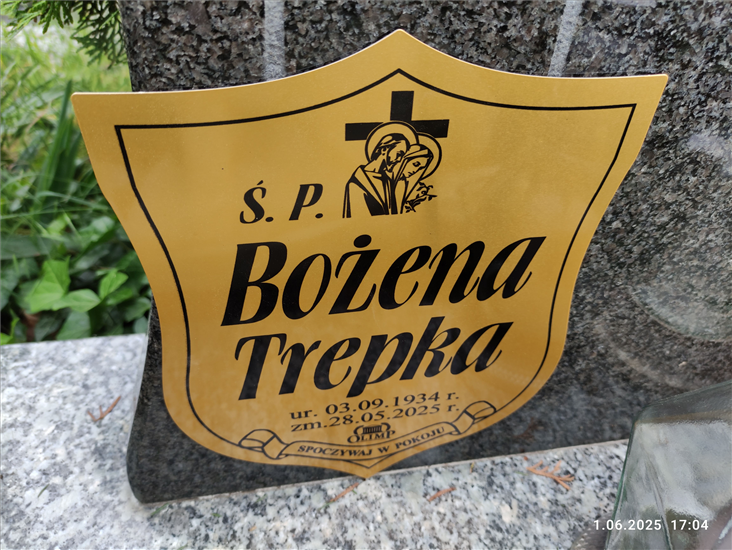 Ś. P.
Bożena
Trepka
ur. 03.09.1934 r.
zm.28.05.2025 r.
OLIMP
SPOCZYWAJ W POKOJU
1.06.2025 17:04